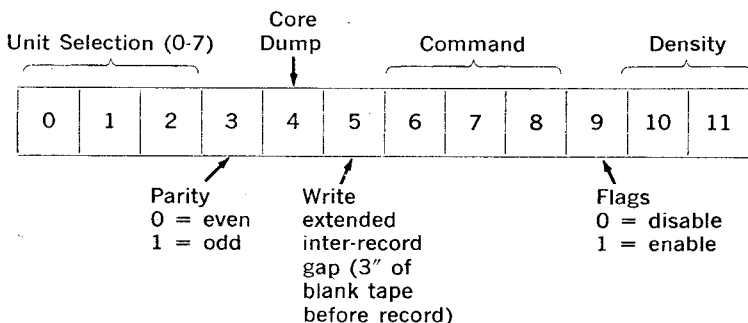 Core
Unit Selection (0-7) Dump Command Density
0 1 2 3 4 5 6 7 8 9 10 11
Parity
0 = even
1 = odd
Write
extended
inter-record
gap (3″ of
blank tape
before record)
Flags
0 = disable
1 = enable